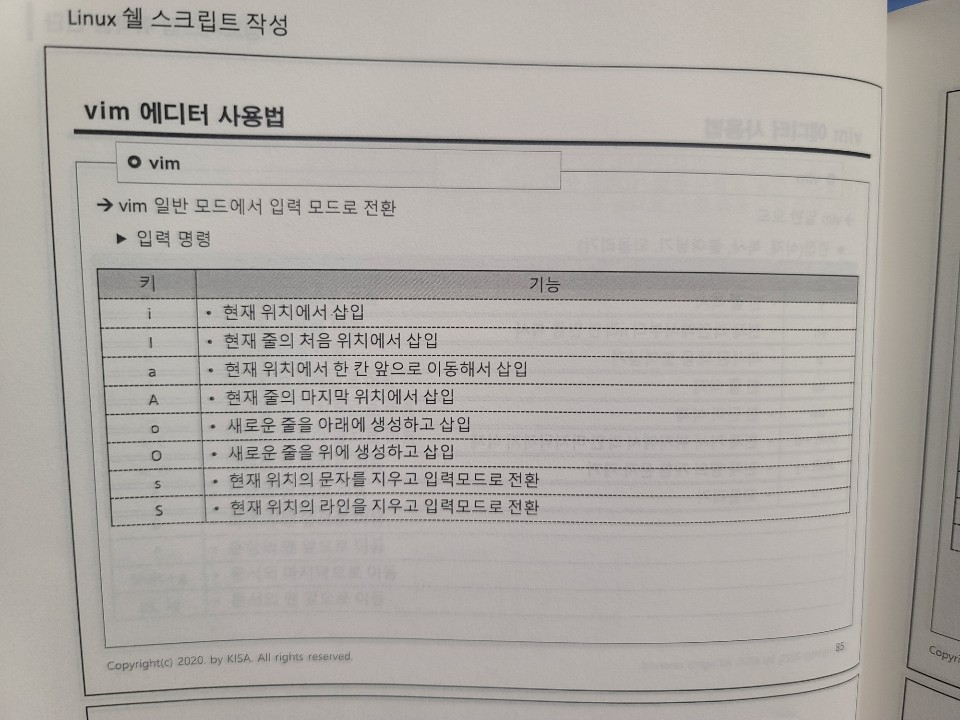 Linux 쉘 스크립트 작성
vim 에디터 사용법
vim
→ vim 일반 모드에서 입력 모드로 전환
▶ 입력 명령
키 기능
i • 현재 위치에서 삽입
I • 현재 줄의 처음 위치에서 삽입
a • 현재 위치에서 한 칸 앞으로 이동해서 삽입
A • 현재 줄의 마지막 위치에서 삽입
o • 새로운 줄을 아래에 생성하고 삽입
O • 새로운 줄을 위에 생성하고 삽입
s • 현재 위치의 문자를 지우고 입력모드로 전환
S • 현재 위치의 라인을 지우고 입력모드로 전환
85
Copyright(c) 2020. by KISA. All rights reserved.
Copyri